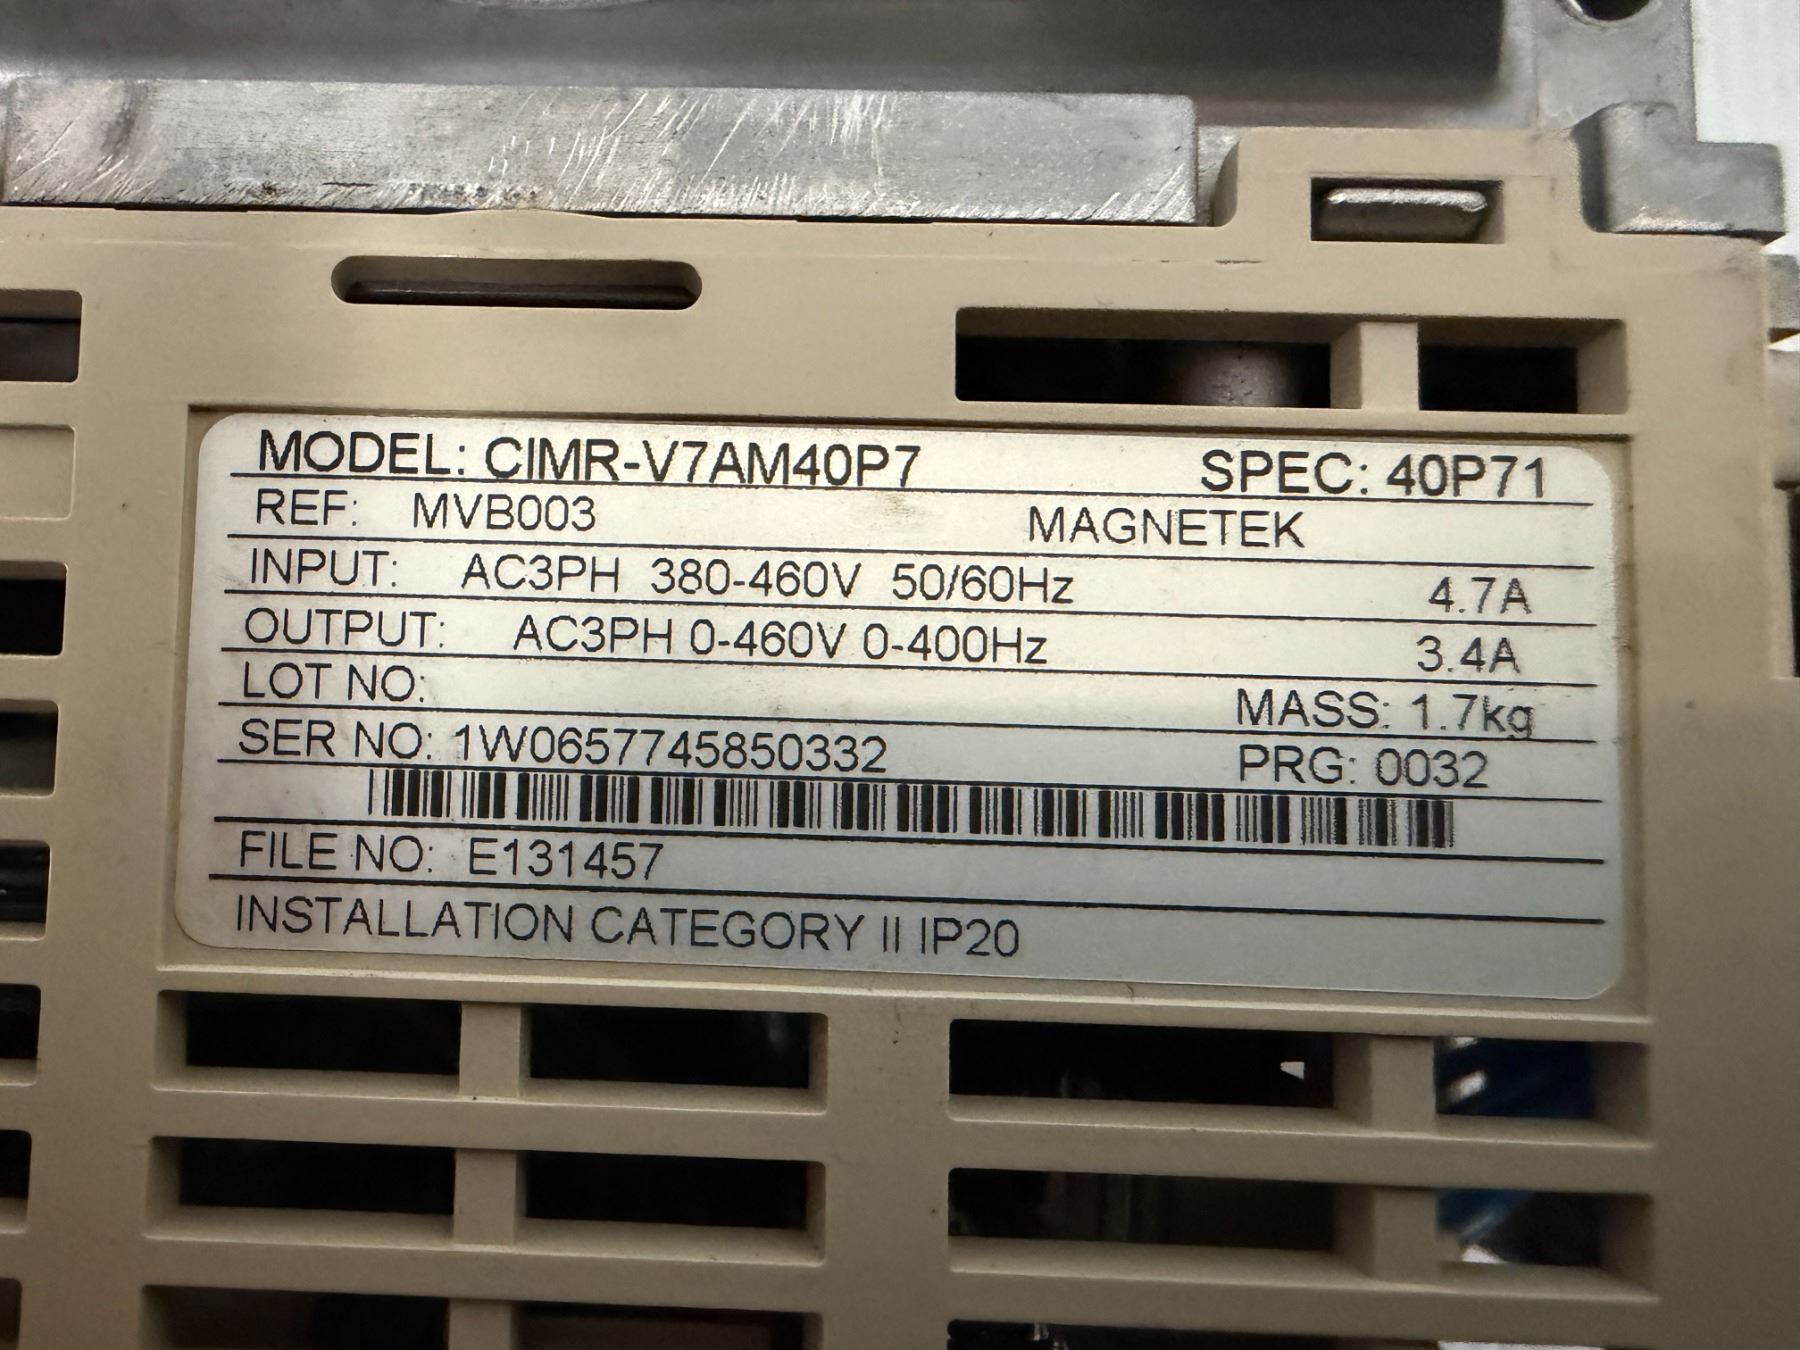 MODEL: CIMR-V7AM40P7 SPEC: 40P71
REF: MVB003 MAGNETEK
INPUT: AC3PH 380-460V 50/60Hz 4.7A
OUTPUT: AC3PH 0-460V 0-400Hz 3.4A
LOT NO: MASS: 1.7kg
SER NO: 1W0657745850332 PRG: 0032
FILE NO: E131457
INSTALLATION CATEGORY II IP20